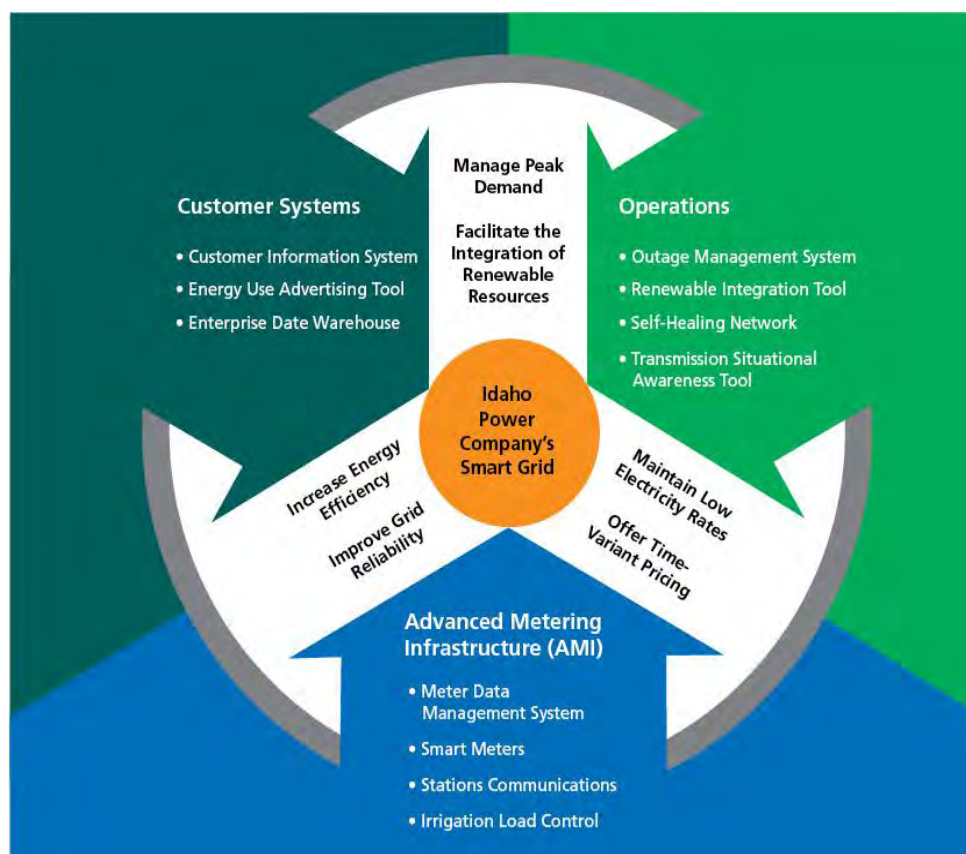 Manage Peak
Demand
Facilitate the
Integration of
Renewable
Resources
Customer Systems
• Customer Information System
• Energy Use Advertising Tool
• Enterprise Date Warehouse
Operations
• Outage Management System
• Renewable Integration Tool
• Self-Healing Network
• Transmission Situational
Awareness Tool
Idaho
Power
Company's
Smart Grid
Increase Energy
Efficiency
Improve Grid
Reliability
Maintain Low
Electricity Rates
Offer Time-
Variant Pricing
Advanced Metering
Infrastructure (AMI)
• Meter Data
Management System
• Smart Meters
• Stations Communications
• Irrigation Load Control